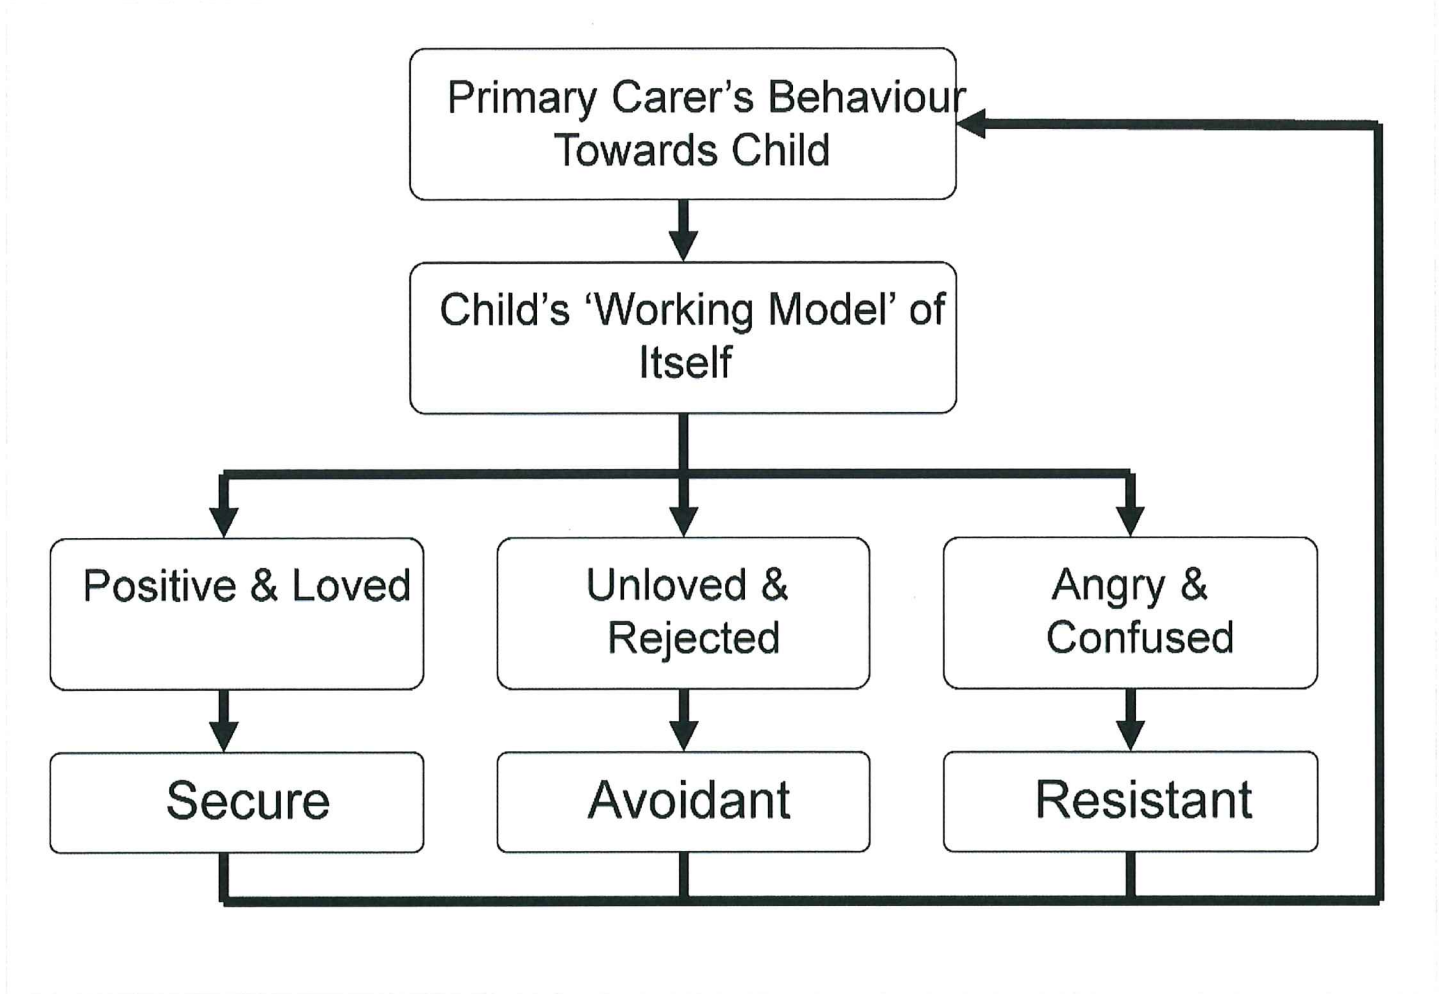 Primary Carer's Behaviour
Towards Child
Child's ‘Working Model’ of
Itself
Positive & Loved
Unloved &
Rejected
Angry &
Confused
Secure
Avoidant
Resistant